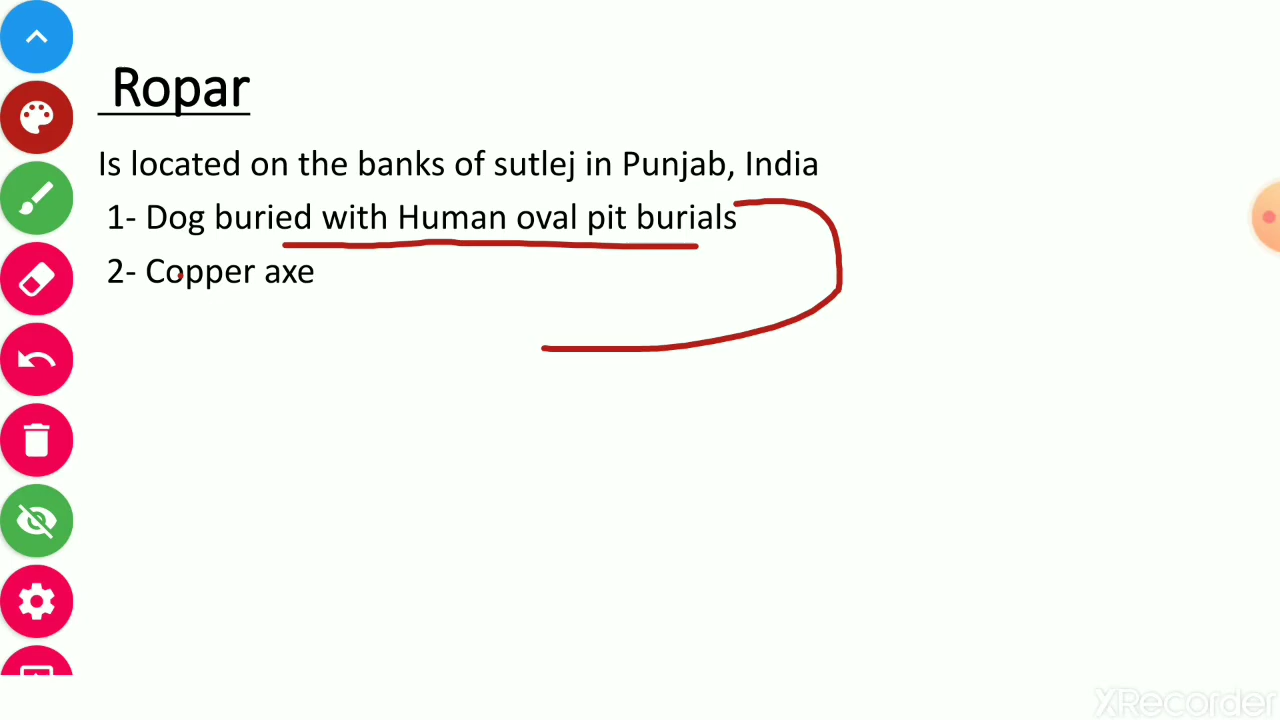 Ropar
Is located on the banks of sutlej in Punjab, India
1- Dog buried with Human oval pit burials
2- Copper axe
XRecorder